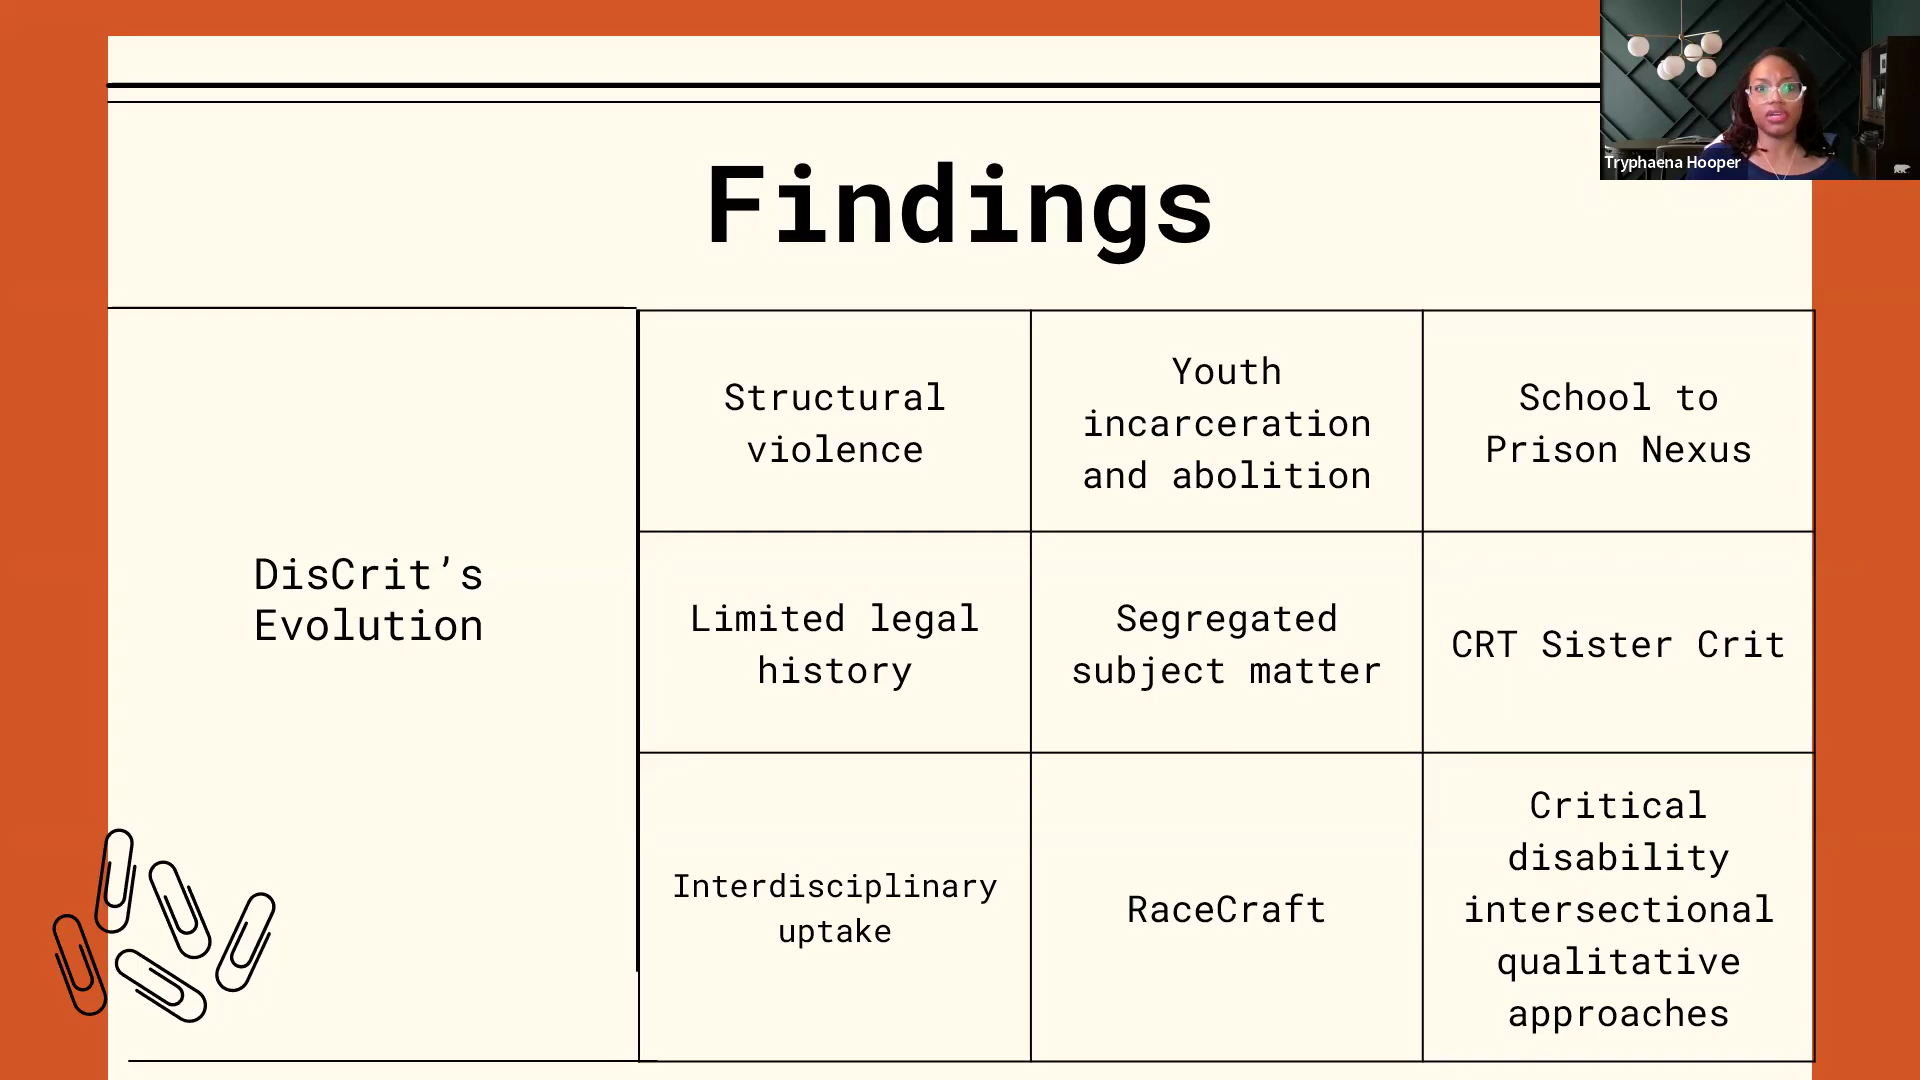 Tryphaena Hooper
Findings
DisCrit’s
Evolution
Structural
violence
Youth
incarceration
and abolition
School to
Prison Nexus
Limited legal
history
Segregated
subject matter
CRT Sister Crit
Interdisciplinary
uptake
RaceCraft
Critical
disability
intersectional
qualitative
approaches